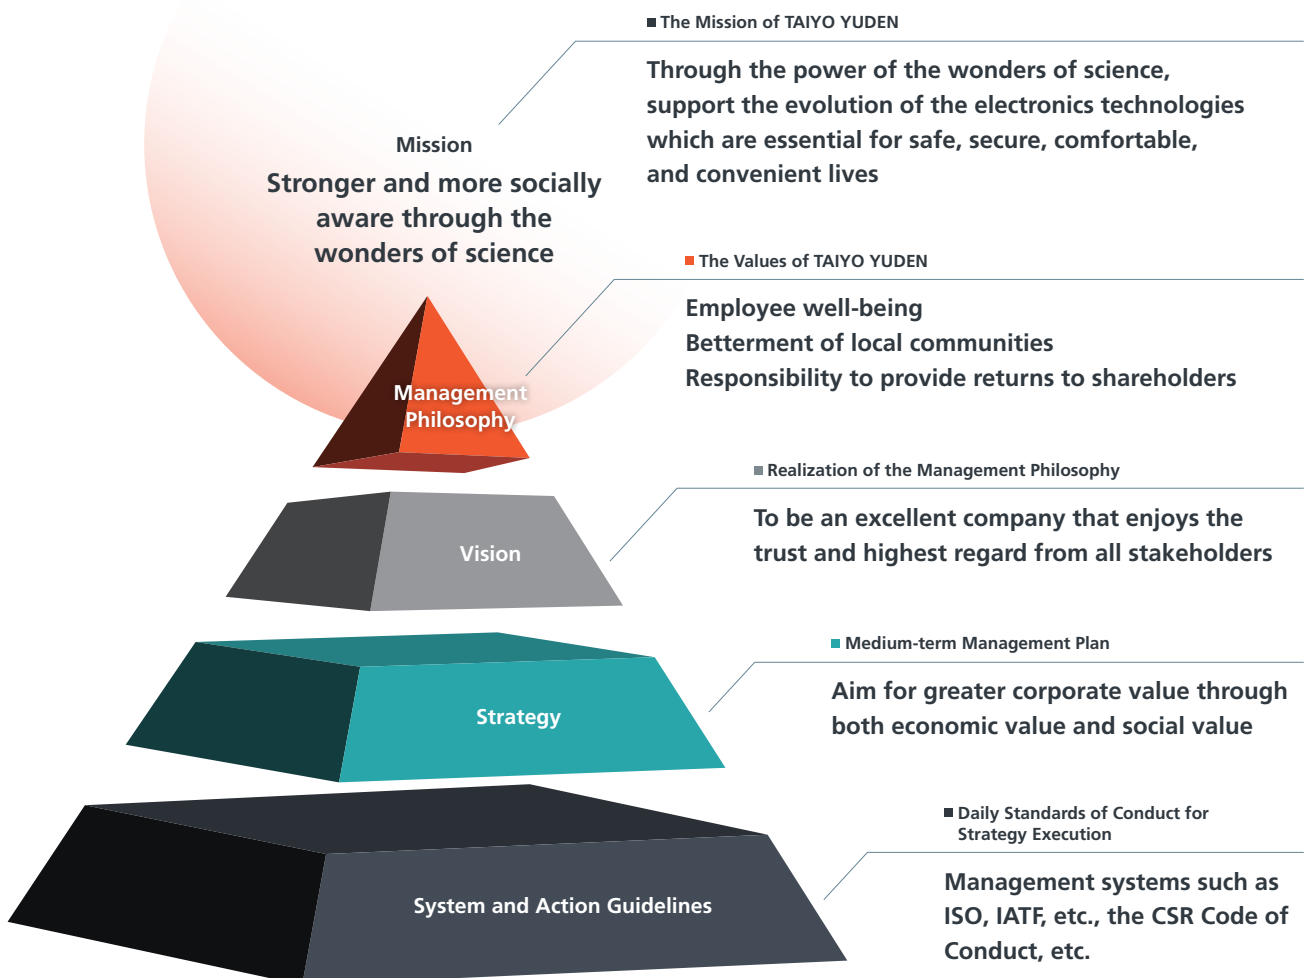 The Mission of TAIYO YUDEN
Through the power of the wonders of science,
support the evolution of the electronics technologies
which are essential for safe, secure, comfortable,
and convenient lives
Mission
Stronger and more socially
aware through the
wonders of science
The Values of TAIYO YUDEN
Employee well-being
Betterment of local communities
Responsibility to provide returns to shareholders
Management
Philosophy
Realization of the Management Philosophy
To be an excellent company that enjoys the
trust and highest regard from all stakeholders
Vision
Medium-term Management Plan
Aim for greater corporate value through
both economic value and social value
Strategy
Daily Standards of Conduct for
Strategy Execution
Management systems such as
ISO, IATF, etc., the CSR Code of
Conduct, etc.
System and Action Guidelines